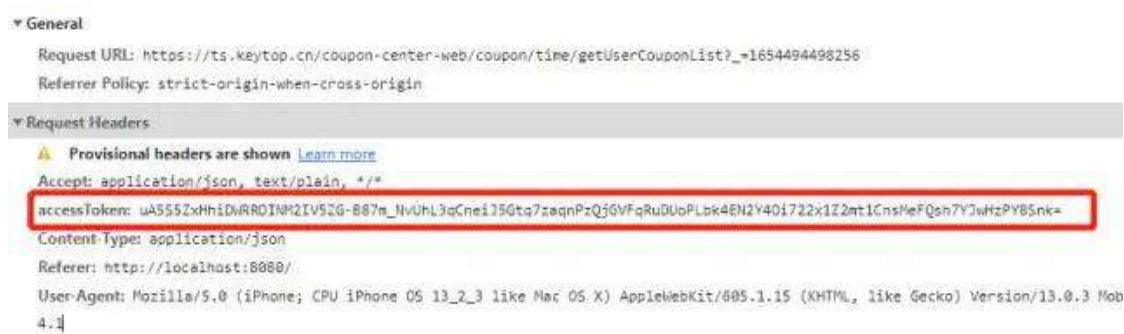 ▼ General
Request URL: https://ts.keytop.cn/coupon-center-web/coupon/time/getUserCouponList?_=1654494498256
Referrer Policy: strict-origin-when-cross-origin
▼ Request Headers
Provisional headers are shown Learn more
Accept: application/json, text/plain, */*
accessToken:
Content-Type: application/json
Referer: http://localhost:8080/
User-Agent: Mozilla/5.0 (iPhone; CPU iPhone OS 13_2_3 like Mac OS X) AppleWebKit/605.1.15 (KHTML, like Gecko) Version/13.0.3 Mob
4.1